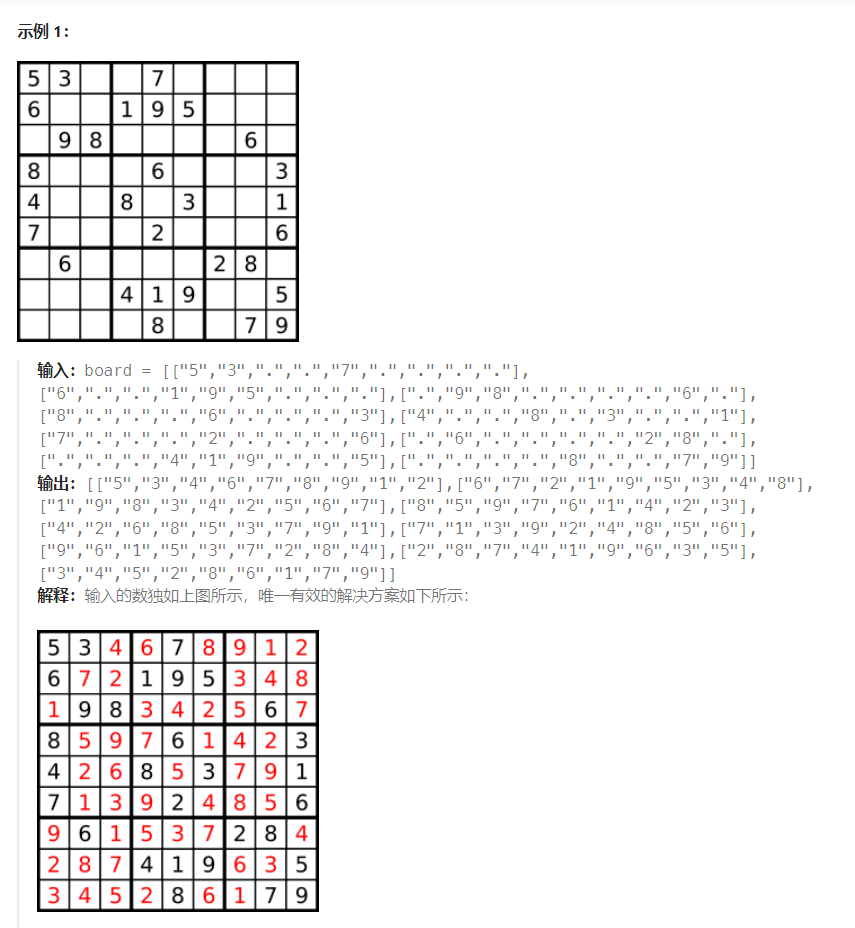 示例 1：
5 3 7
6 1 9 5
9 8 6
8 6 3
4 8 3 1
7 2 6
6 2 8
4 1 9 5
8 7 9
输入：board = [["5","3",".",".","7",".",".",".","."],
["6",".",".","1","9","5",".",".","."],[".","9","8",".",".",".",".","6","."],
["8",".",".",".","6",".",".",".","3"],["4",".",".","8",".","3",".",".","1"],
["7",".",".",".","2",".",".",".","6"],[".","6",".",".",".",".","2","8","."],
[".",".",".","4","1","9",".",".","5"],[".",".",".",".","8",".",".","7","9"]]
输出：[["5","3","4","6","7","8","9","1","2"],["6","7","2","1","9","5","3","4","8"],
["1","9","8","3","4","2","5","6","7"],["8","5","9","7","6","1","4","2","3"],
["4","2","6","8","5","3","7","9","1"],["7","1","3","9","2","4","8","5","6"],
["9","6","1","5","3","7","2","8","4"],["2","8","7","4","1","9","6","3","5"],
["3","4","5","2","8","6","1","7","9"]]
解释：输入的数独如上图所示，唯一有效的解决方案如下所示：
5 3 4 6 7 8 9 1 2
6 7 2 1 9 5 3 4 8
1 9 8 3 4 2 5 6 7
8 5 9 7 6 1 4 2 3
4 2 6 8 5 3 7 9 1
7 1 3 9 2 4 8 5 6
9 6 1 5 3 7 2 8 4
2 8 7 4 1 9 6 3 5
3 4 5 2 8 6 1 7 9